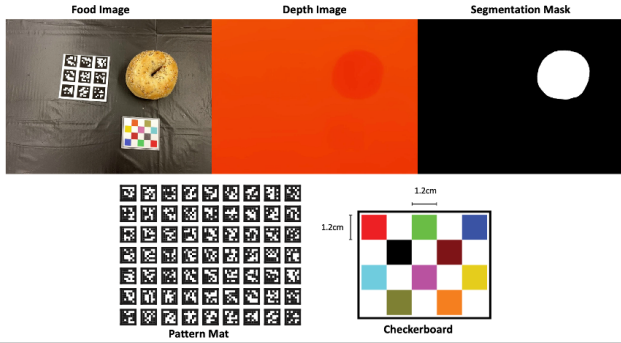 Food Image
Depth Image
Segmentation Mask
1.2cm
1.2cm
Pattern Mat
Checkerboard